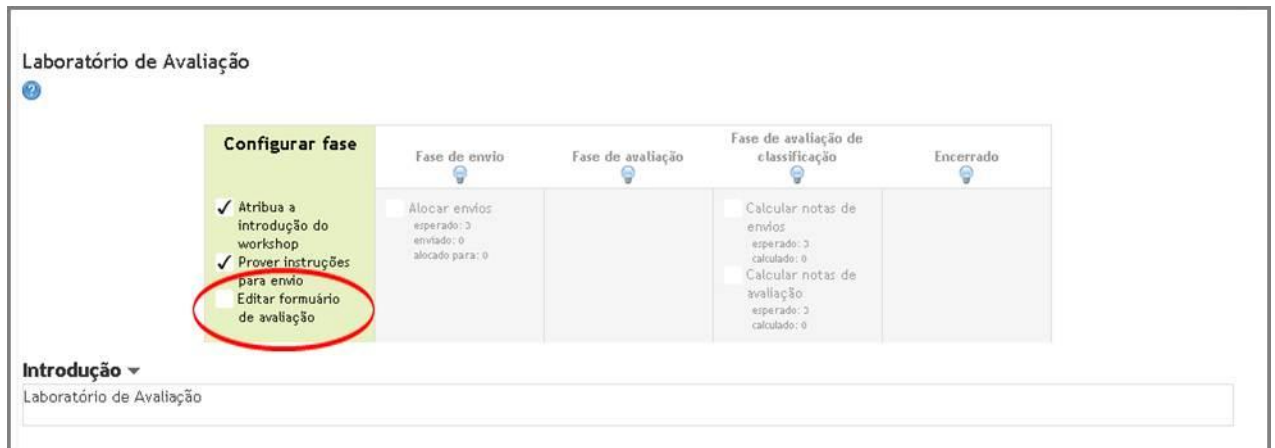 Laboratório de Avaliação
?
Configurar fase
Atribua a
introdução do
workshop
Prover instruções
para envio
Editar formuário
de avaliação
Fase de envio
Alocar envios
esperado: 3
enviado: 0
alocado para: 0
Fase de avaliação
Fase de avaliação de
classificação
Calcular notas de
envios
esperado: 3
calculado: 0
Calcular notas de
avaliação
esperado: 3
calculado: 0
Encerrado
Introdução
Laboratório de Avaliação